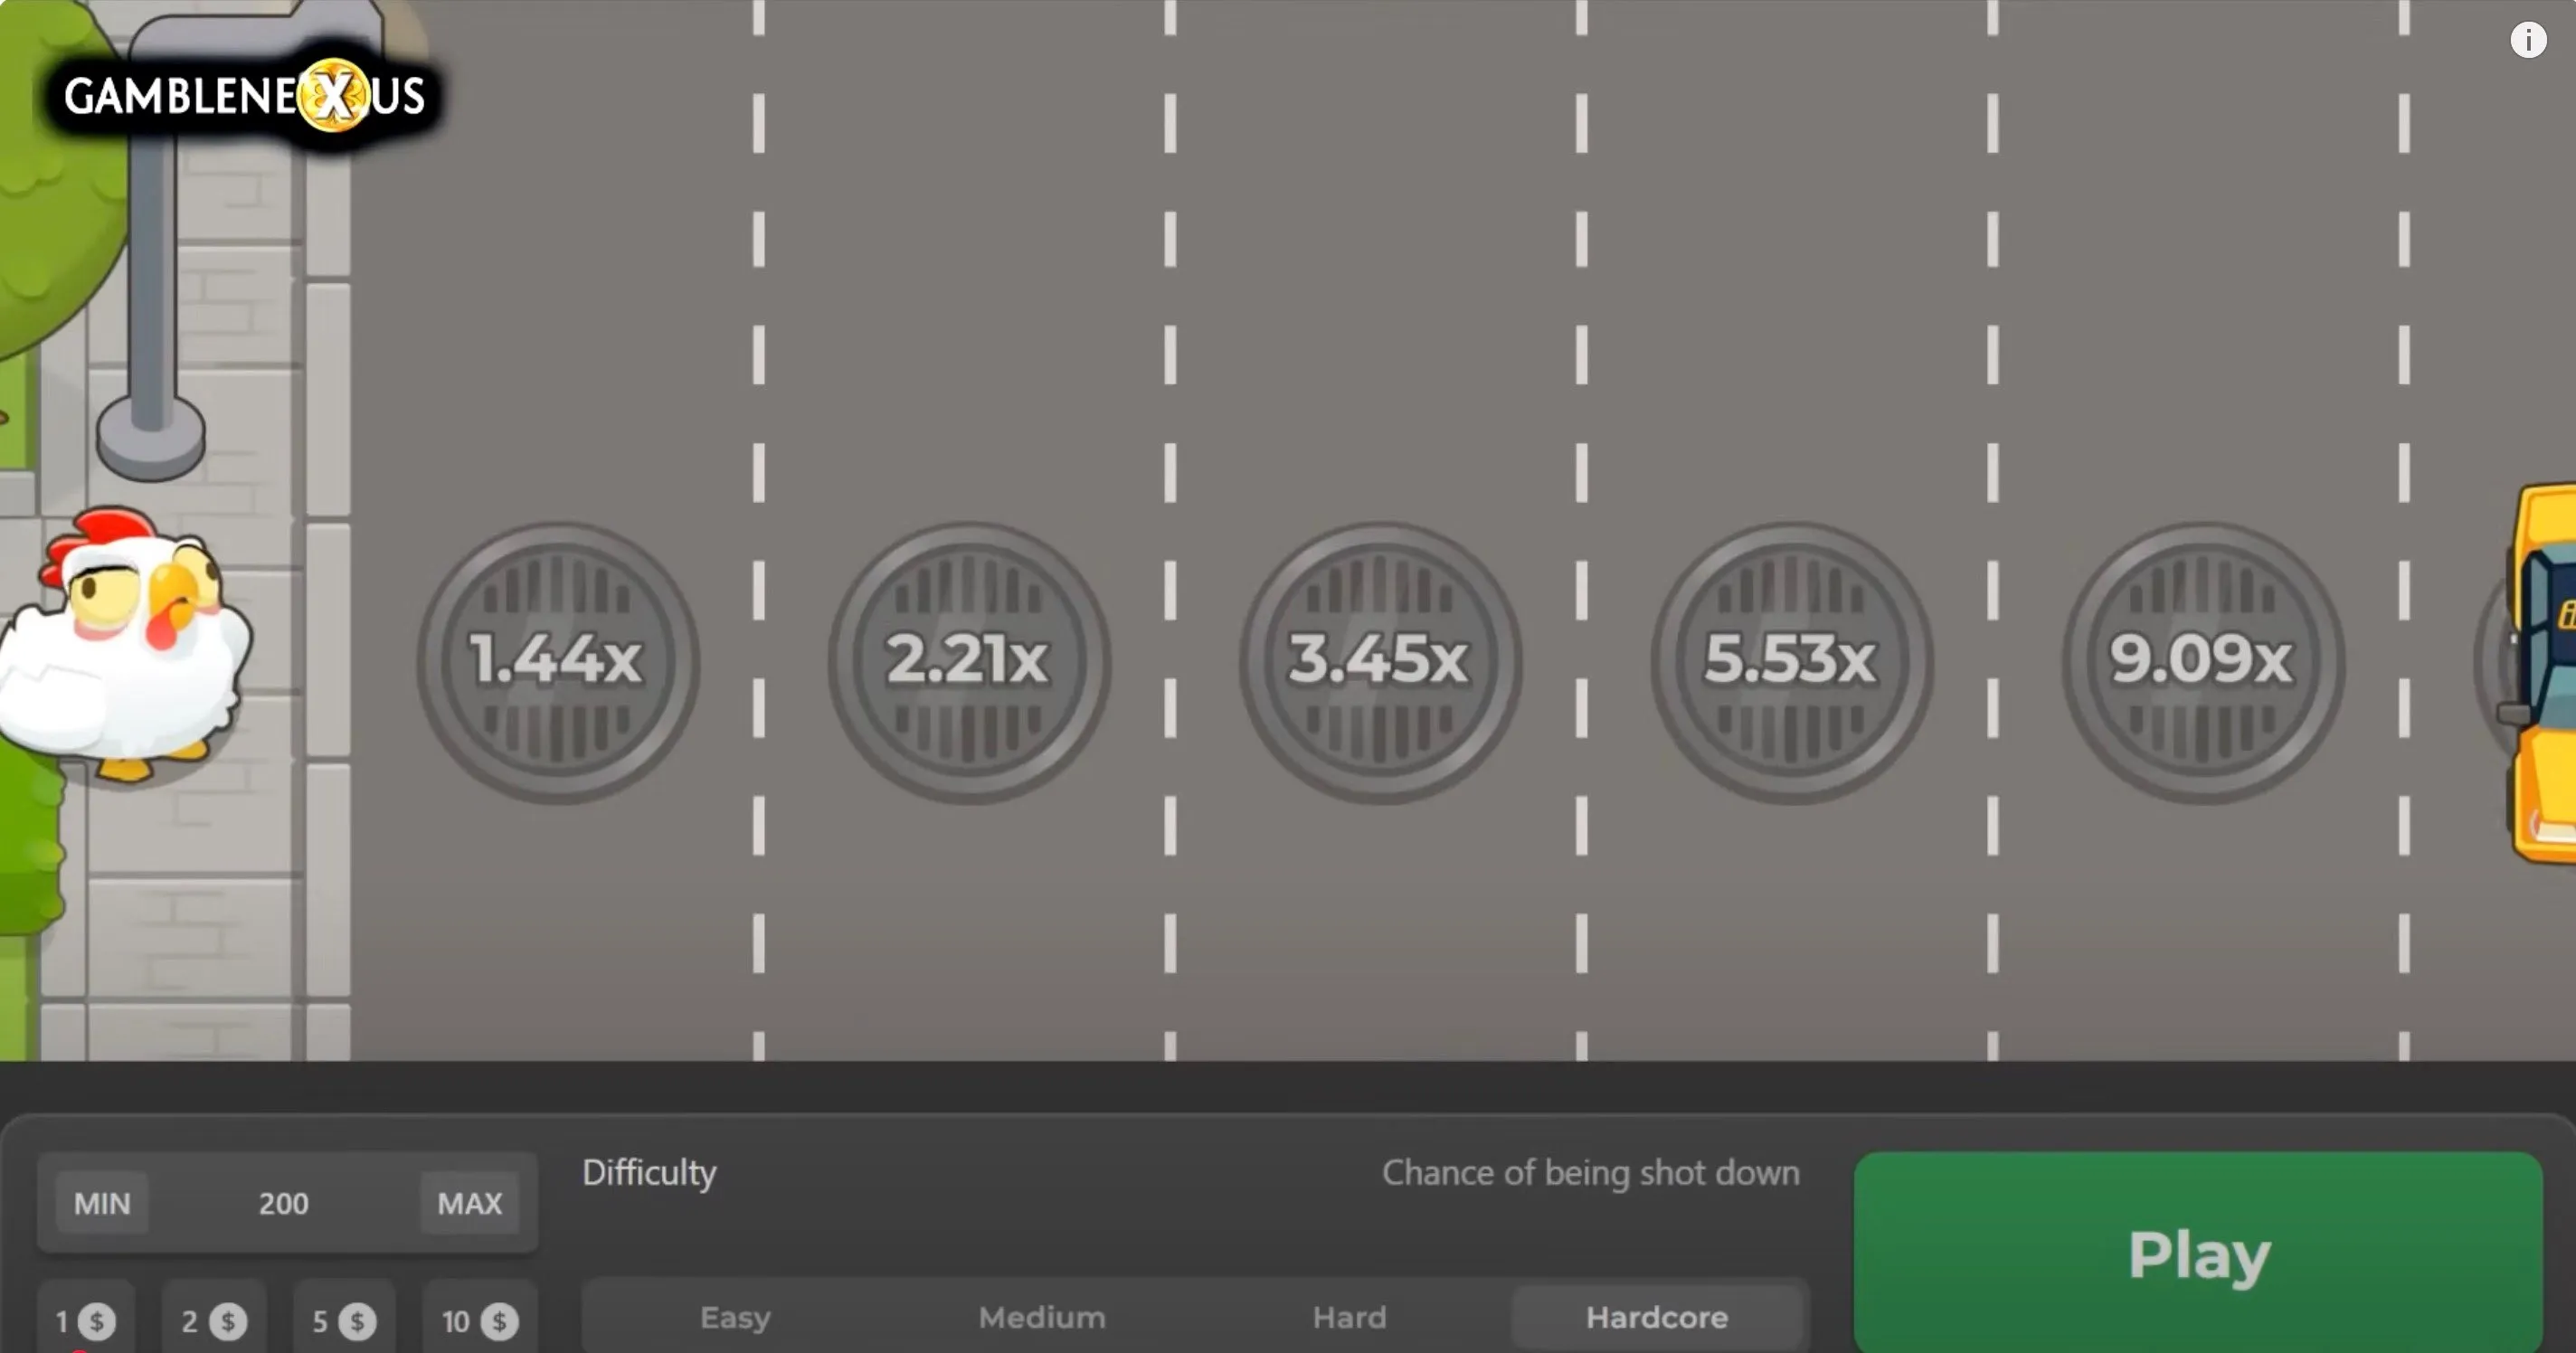 GAMBLENEXUS
1.44x
2.21x
3.45x
5.53x
9.09x
Difficulty
Chance of being shot down
MIN
200
MAX
Play
1 $
2 $
5 $
10 $
Easy
Medium
Hard
Hardcore